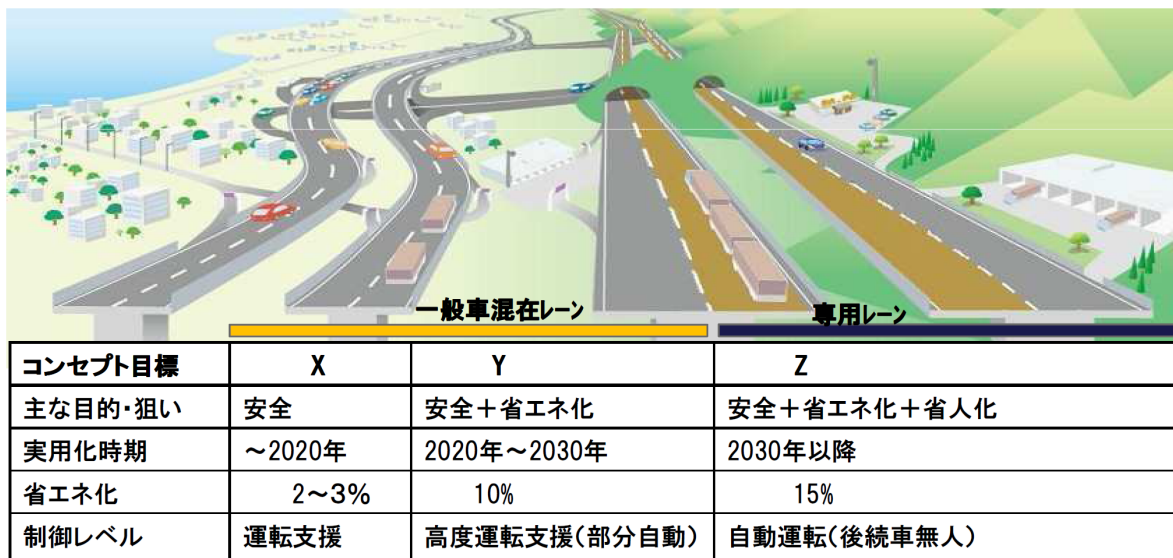 一般車混在レーン
専用レーン
コンセプト目標 X Y Z
主な目的・狙い 安全 安全＋省エネ化 安全＋省エネ化＋省人化
実用化時期 ～2020年 2020年～2030年 2030年以降
省エネ化 2～3% 10% 15%
制御レベル 運転支援 高度運転支援(部分自動) 自動運転(後続車無人)